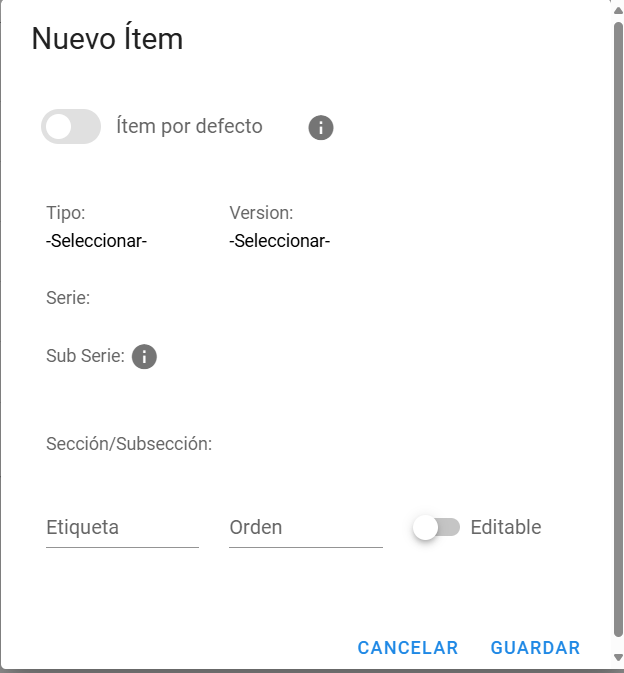 Nuevo Ítem
Ítem por defecto
Tipo: Version:
-Seleccionar- -Seleccionar-
Serie:
Sub Serie:
Sección/Subsección:
Etiqueta Orden Editable
CANCELAR GUARDAR